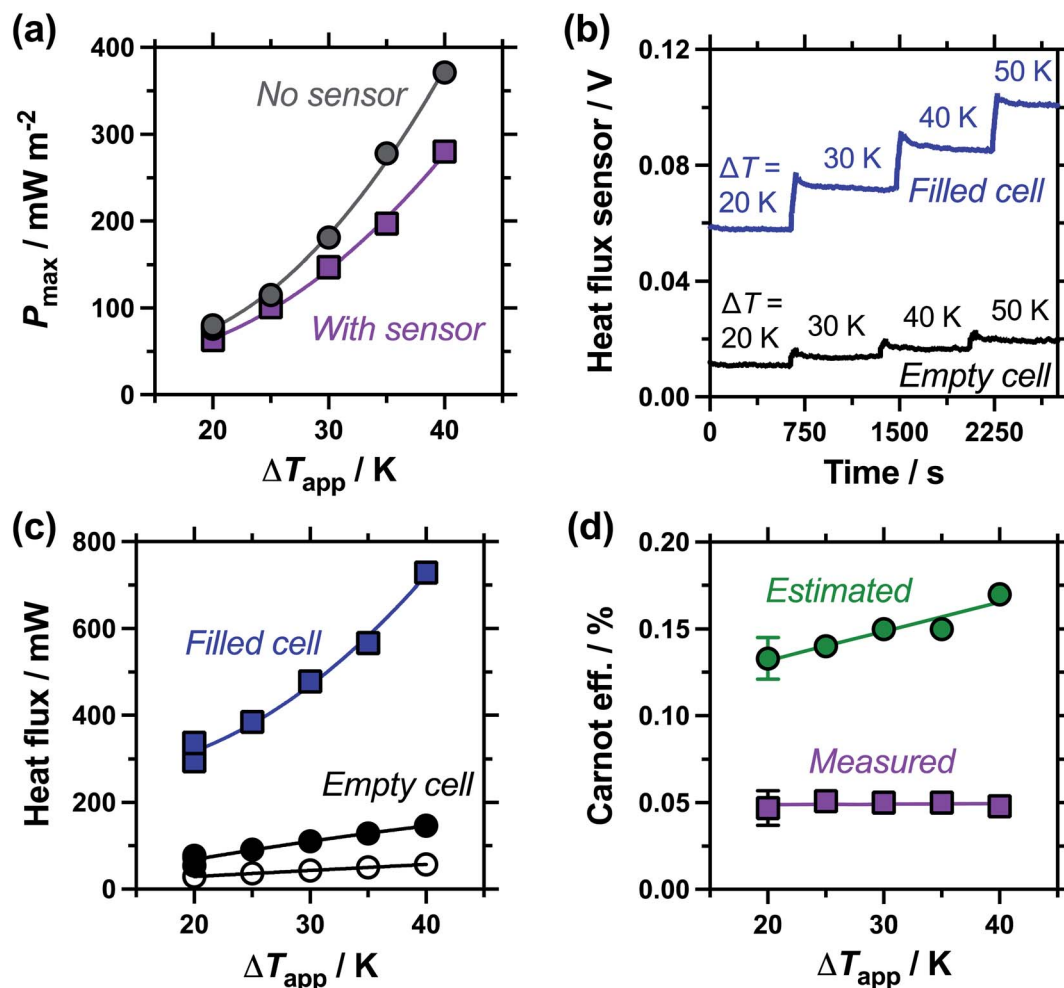 (a)
400
300
200
100
0
P_max / mW m⁻²
No sensor
With sensor
20 30 40
ΔT_app / K
(b)
0.12
0.08
0.04
0.00
Heat flux sensor / V
50 K
40 K
30 K
ΔT =
20 K
Filled cell
ΔT =
20 K
30 K
40 K
50 K
Empty cell
0 750 1500 2250
Time / s
(c)
800
600
400
200
0
Heat flux / mW
Filled cell
Empty cell
20 30 40
ΔT_app / K
(d)
0.20
0.15
0.10
0.05
0.00
Carnot eff. / %
Estimated
Measured
20 30 40
ΔT_app / K